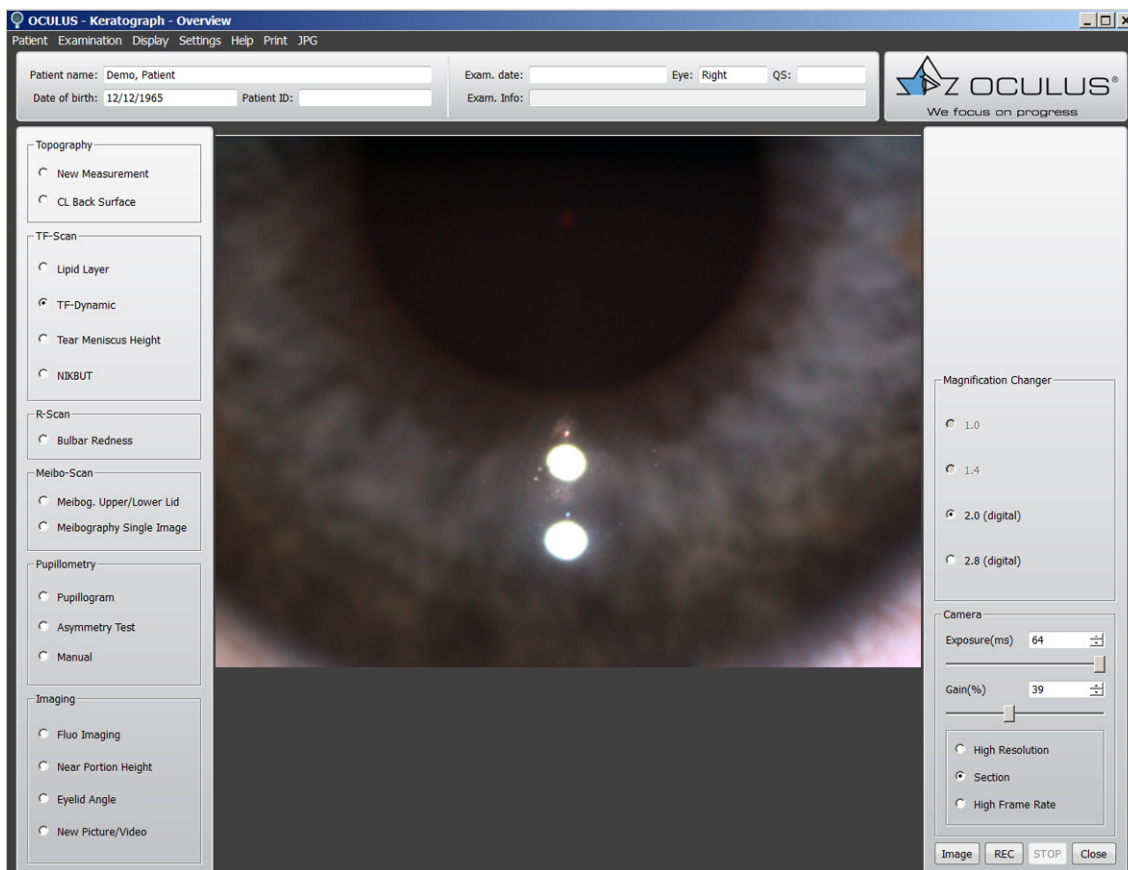 OCULUS - Keratograph - Overview
Patient Examination Display Settings Help Print JPG
Patient name: Demo, Patient
Date of birth: 12/12/1965 Patient ID:
Exam. date: Eye: Right QS:
Exam. Info:
OCULUS®
We focus on progress
Topography
New Measurement
CL Back Surface
TF-Scan
Lipid Layer
TF-Dynamic
Tear Meniscus Height
NIKBUT
R-Scan
Bulbar Redness
Meibo-Scan
Meibog. Upper/Lower Lid
Meibography Single Image
Pupillometry
Pupillogram
Asymmetry Test
Manual
Imaging
Fluo Imaging
Near Portion Height
Eyelid Angle
New Picture/Video
Magnification Changer
1.0
1.4
2.0 (digital)
2.8 (digital)
Camera
Exposure(ms) 64
Gain(%) 39
High Resolution
Section
High Frame Rate
Image REC STOP Close